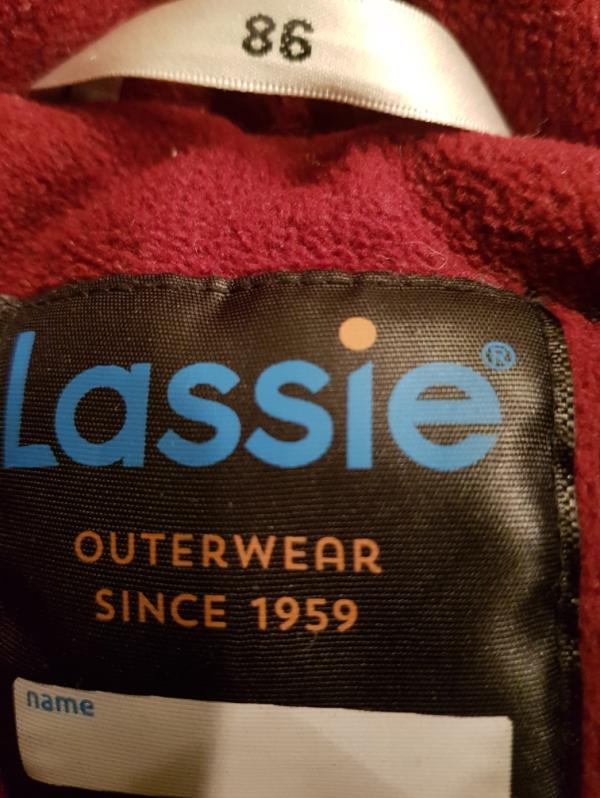 86
Lassie®
OUTERWEAR
SINCE 1959
name